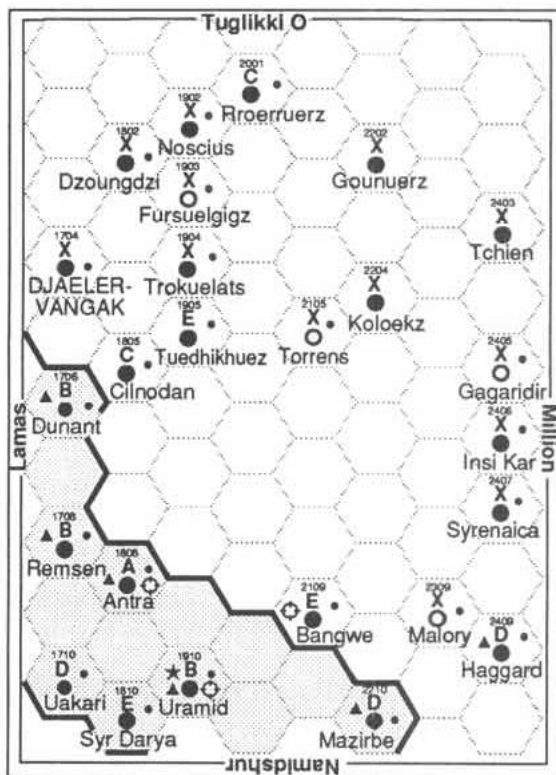 Tuglikki O
2001
C
Rroerruerz
1902
X
Noscius
1802
X
Dzoungdzi
2202
X
Gounuerz
1903
X
Fursuelgigz
2403
X
Tchien
1704
X
DJAELER-
VANGAK
1904
X
Trokuelats
2204
X
Koloekz
1905
E
Tuedhikhuez
2105
X
Torrens
1805
C
Cilnodan
2405
X
Gagaridir
1706
B
Dunant
Lamas
Million
2406
X
Insi Kar
2407
X
Syrenaica
1708
B
Remsen
1808
A
Antra
2109
E
Bangwe
2309
X
Malory
2409
D
Haggard
1710
D
Uakari
1910
B
Uramid
1810
E
Syr Darya
2210
D
Mazirbe
Namidshur